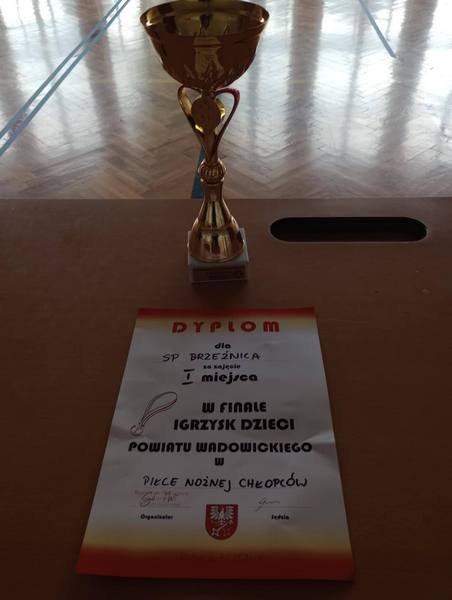 DYPLOM
dla
SP BRZEŹNICA
za zajęcie
I miejsca
W FINALE
IGRZYSK DZIECI
POWIATU WADOWICKIEGO
W
PIŁCE NOŻNEJ CHŁOPCÓW
Organizator Sędzia